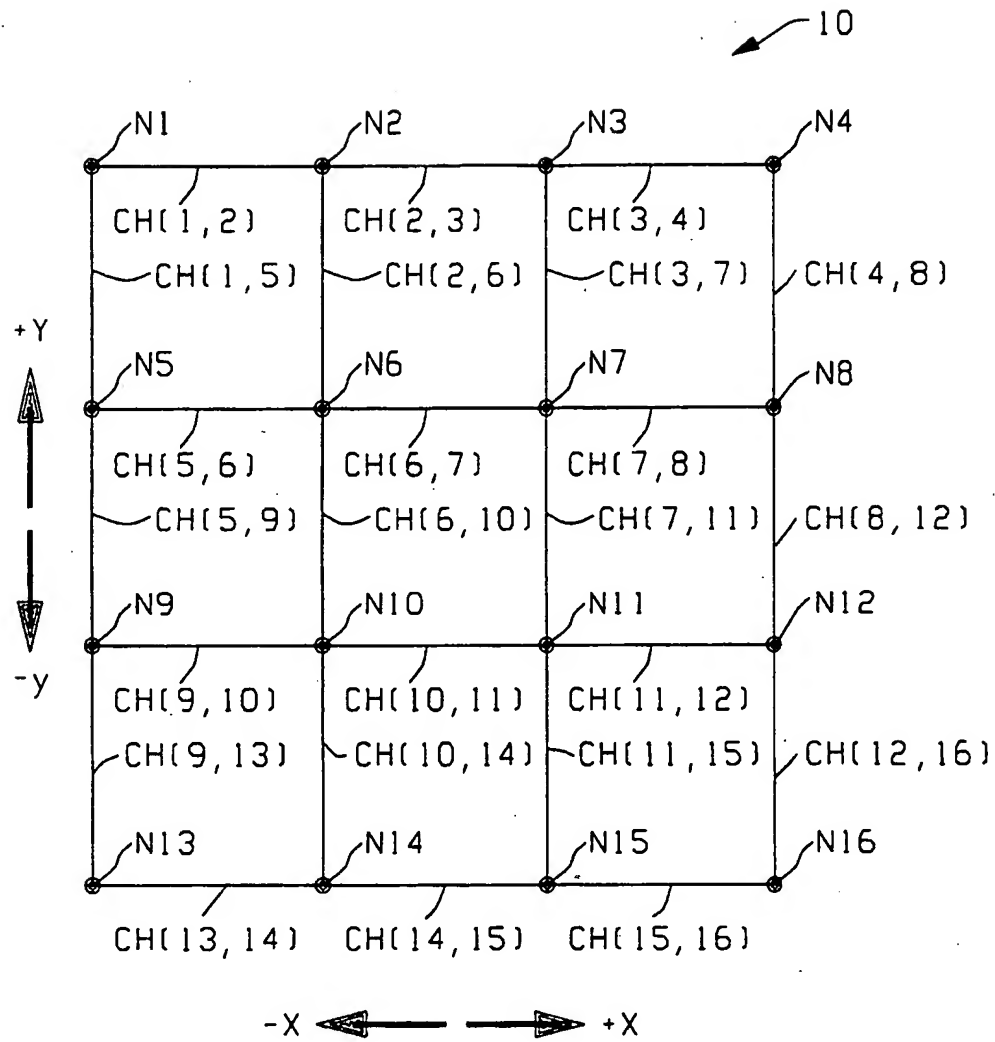 10
N1 N2 N3 N4
CH(1,2) CH(2,3) CH(3,4)
CH(1,5) CH(2,6) CH(3,7) CH(4,8)
+Y
N5 N6 N7 N8
CH(5,6) CH(6,7) CH(7,8)
CH(5,9) CH(6,10) CH(7,11) CH(8,12)
N9 N10 N11 N12
-y
CH(9,10) CH(10,11) CH(11,12)
CH(9,13) CH(10,14) CH(11,15) CH(12,16)
N13 N14 N15 N16
CH(13,14) CH(14,15) CH(15,16)
-X +X